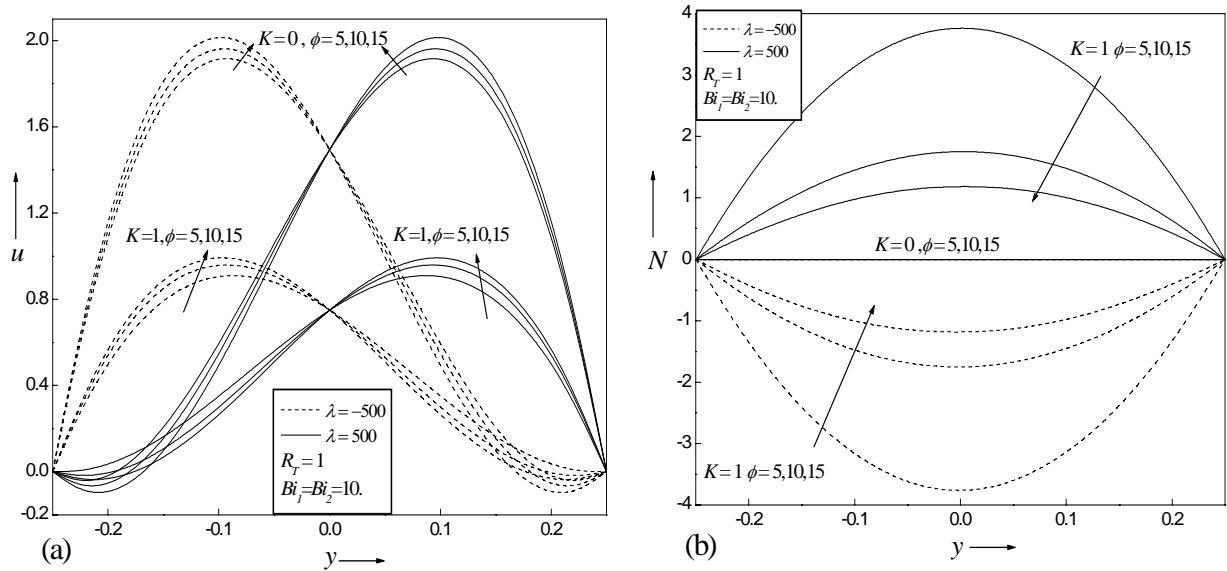 2.0
1.6
1.2
0.8
0.4
0.0
-0.2
u
K=0 , ϕ=5,10,15
K=1, ϕ=5,10,15
K=1, ϕ=5,10,15
λ=−500
λ=500
R_T=1
Bi_1=Bi_2=10.
-0.2 -0.1 0.0 0.1 0.2
(a)
y
4
3
2
1
0
-1
-2
-3
-4
N
λ=−500
λ=500
R_T=1
Bi_1=Bi_2=10.
K=1 ϕ=5,10,15
K=0 , ϕ=5,10,15
K=1 ϕ=5,10,15
-0.2 -0.1 0.0 0.1 0.2
(b)
y